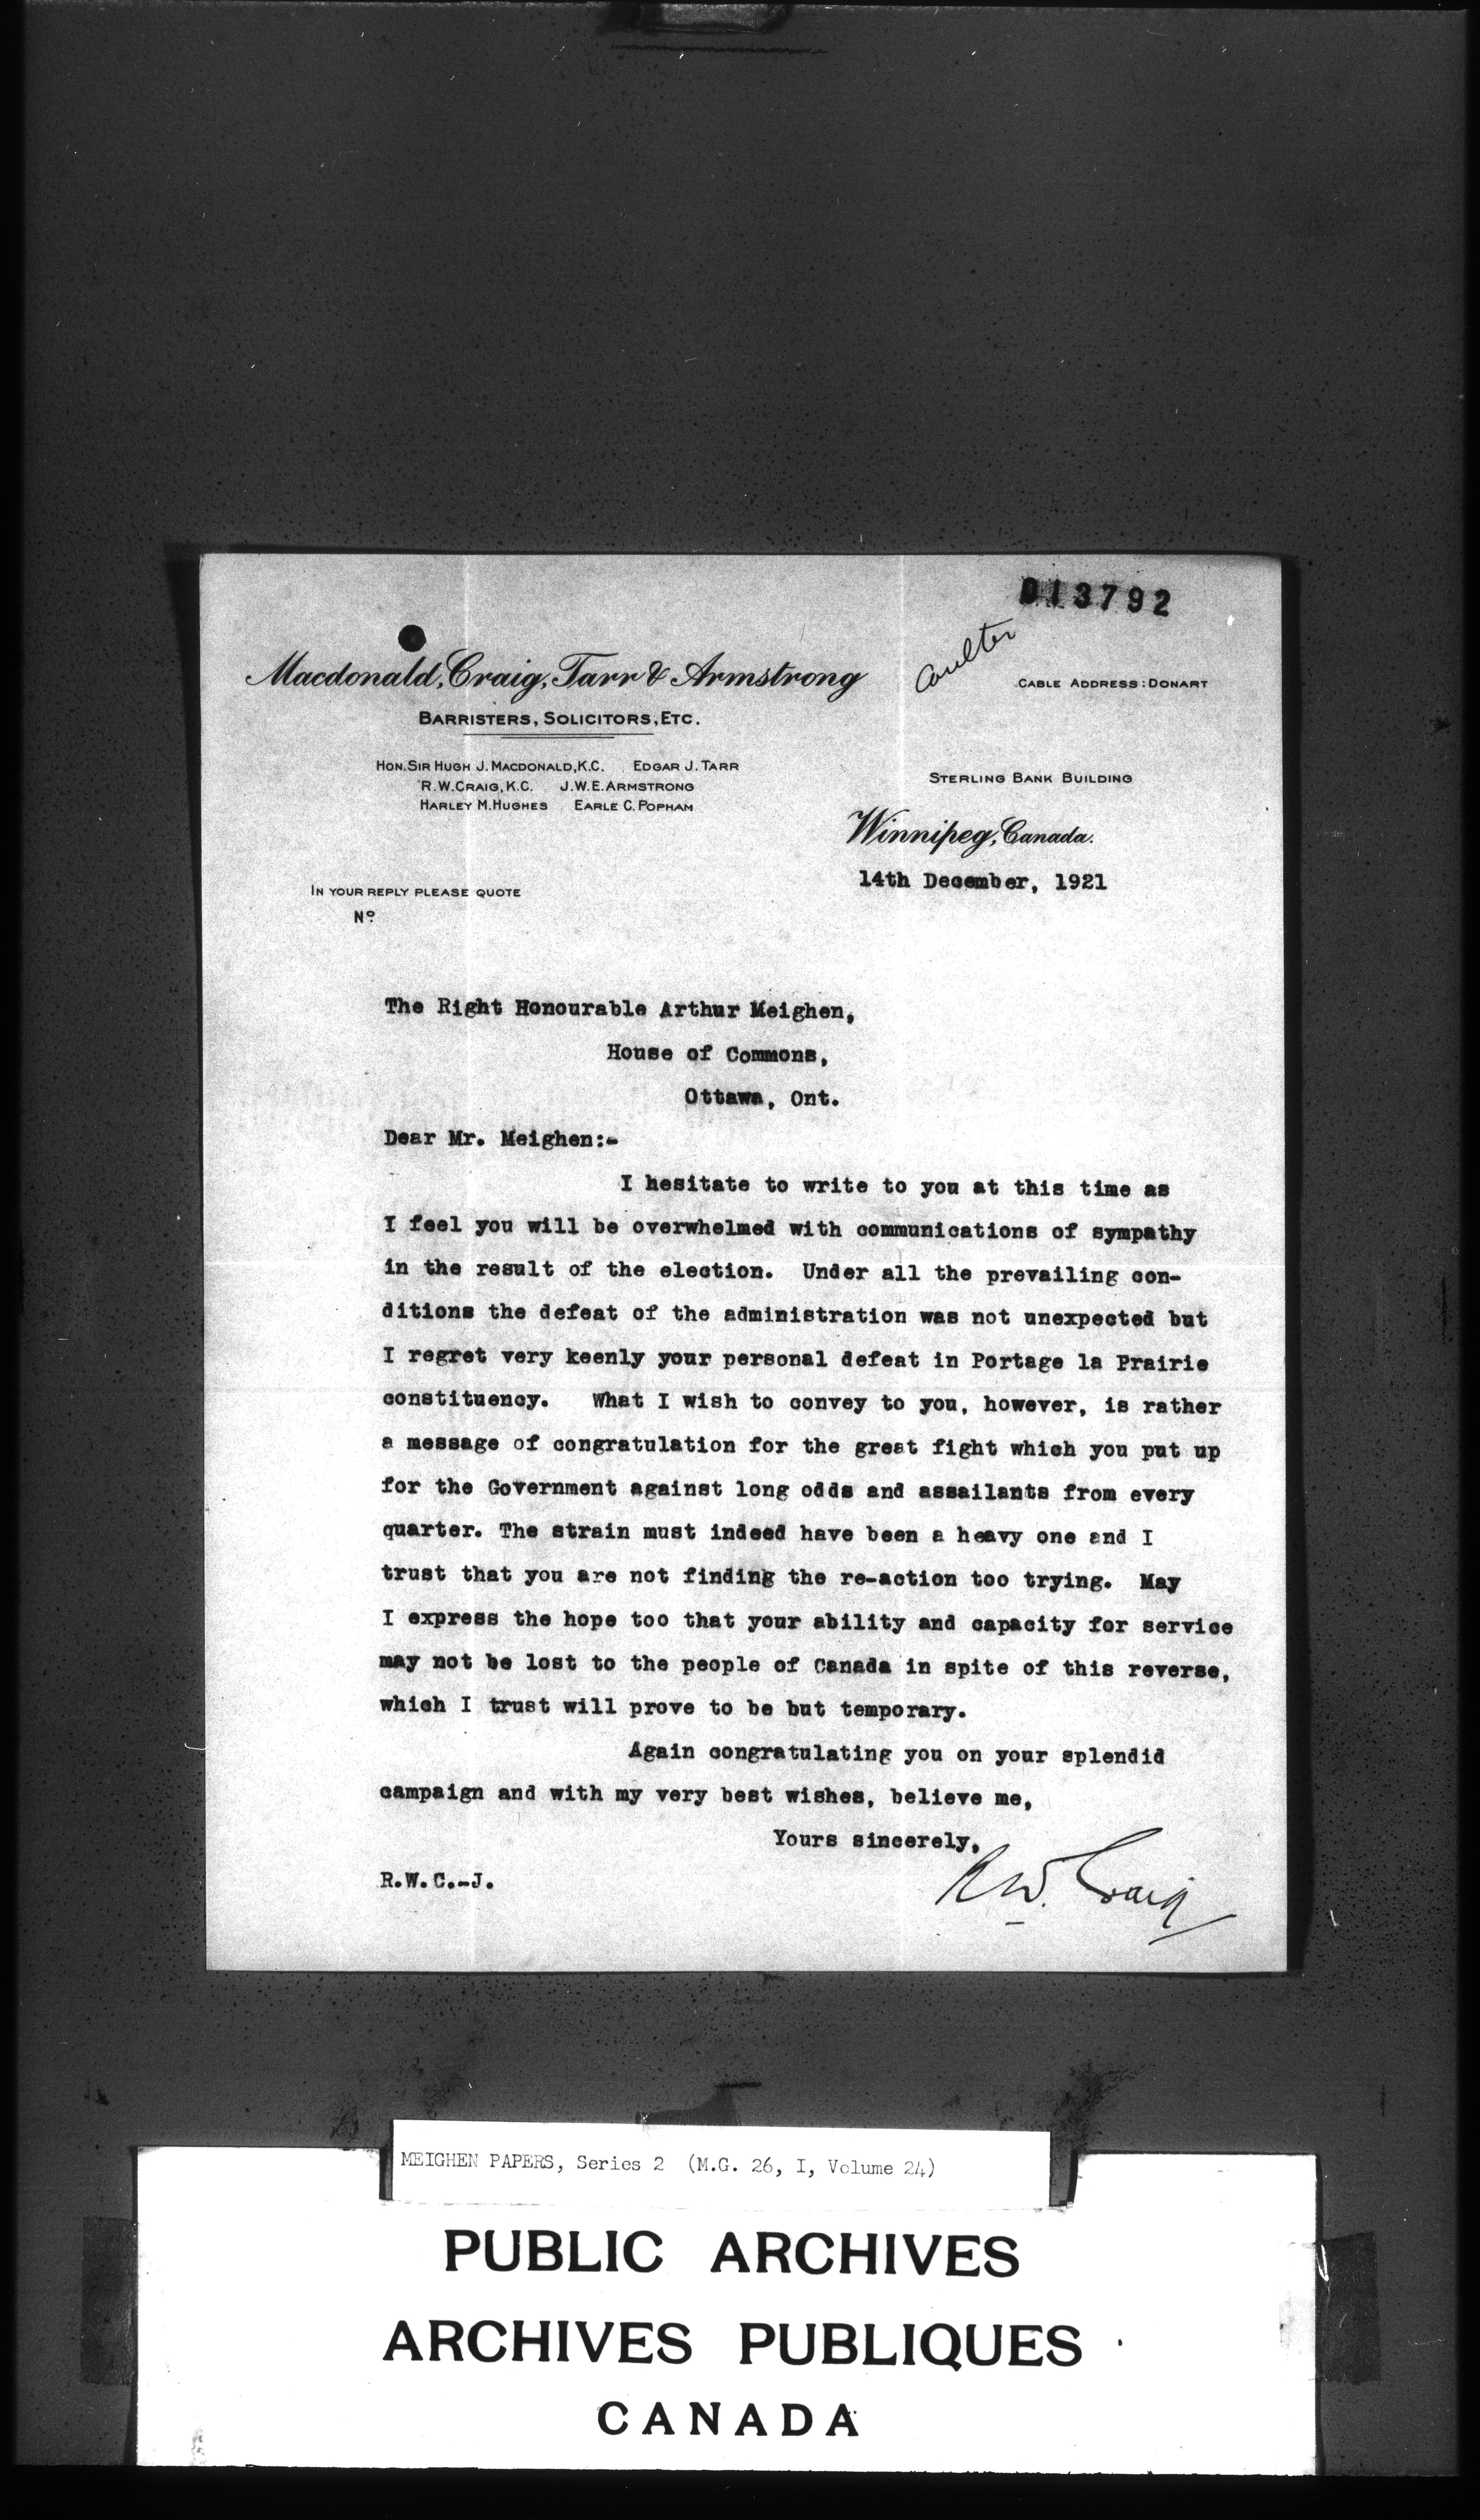 013792
Coulter
Macdonald, Craig, Tarr & Armstrong
CABLE ADDRESS: DONART
BARRISTERS, SOLICITORS, ETC.
HON. SIR HUGH J. MACDONALD, K.C. EDGAR J. TARR
R. W. CRAIG, K.C. J. W. E. ARMSTRONG
HARLEY M. HUGHES EARLE C. POPHAM
STERLING BANK BUILDING
Winnipeg, Canada.
14th December, 1921
IN YOUR REPLY PLEASE QUOTE
Nº
The Right Honourable Arthur Meighen,
House of Commons,
Ottawa, Ont.
Dear Mr. Meighen:-
I hesitate to write to you at this time as
I feel you will be overwhelmed with communications of sympathy
in the result of the election. Under all the prevailing con-
ditions the defeat of the administration was not unexpected but
I regret very keenly your personal defeat in Portage la Prairie
constituency. What I wish to convey to you, however, is rather
a message of congratulation for the great fight which you put up
for the Government against long odds and assailants from every
quarter. The strain must indeed have been a heavy one and I
trust that you are not finding the re-action too trying. May
I express the hope too that your ability and capacity for service
may not be lost to the people of Canada in spite of this reverse,
which I trust will prove to be but temporary.
Again congratulating you on your splendid
campaign and with my very best wishes, believe me,
Yours sincerely,
R.W. Craig
R.W.C.-J.
MEIGHEN PAPERS, Series 2 (M.G. 26, I, Volume 24)
PUBLIC ARCHIVES
ARCHIVES PUBLIQUES
CANADA